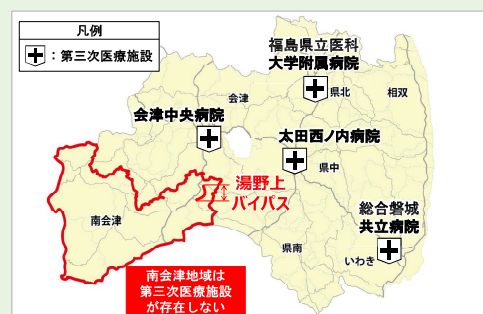 凡例
：第三次医療施設
福島県立医科
大学附属病院
県北
相双
会津
会津中央病院
太田西ノ内病院
県中
湯野上
バイパス
南会津
総合磐城
共立病院
県南
いわき
南会津地域は
第三次医療施設
が存在しない